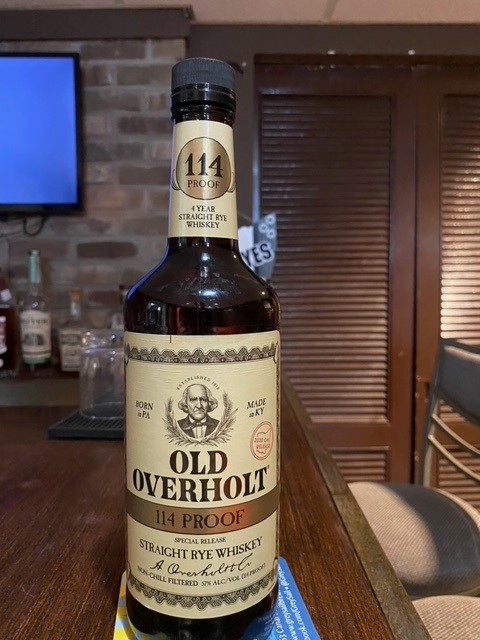 114
PROOF
4 YEAR
STRAIGHT RYE
WHISKEY
YES
ESTABLISHED 1810
BORN
in PA
MADE
in KY
OLD
OVERHOLT
114 PROOF
SPECIAL RELEASE
STRAIGHT RYE WHISKEY
A. Overholt & Co.
NON-CHILL FILTERED 57% ALC/VOL (114 PROOF)